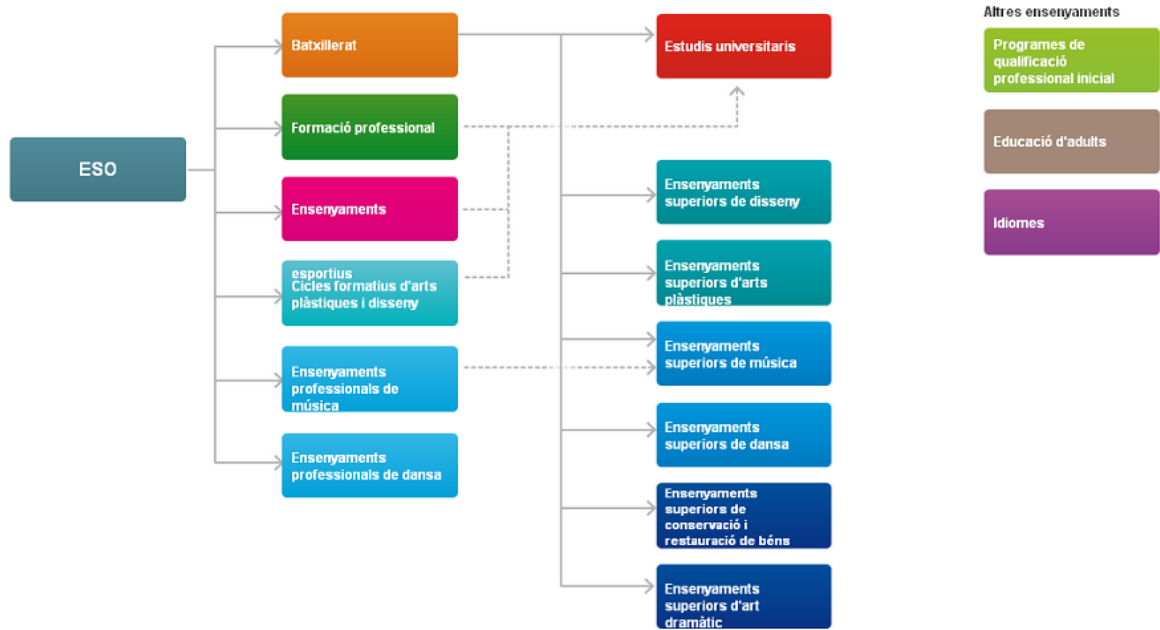 Altres ensenyaments
Batxillerat
Estudis universitaris
Programes de
qualificació
professional inicial
Formació professional
Educació d'adults
ESO
Ensenyaments
Ensenyaments
superiors de disseny
Idiomes
esportius
Cicles formatius d'arts
plàstiques i disseny
Ensenyaments
superiors d'arts
plàstiques
Ensenyaments
professionals de
música
Ensenyaments
superiors de música
Ensenyaments
professionals de dansa
Ensenyaments
superiors de dansa
Ensenyaments
superiors de
conservació i
restauració de béns
Ensenyaments
superiors d'art
dramàtic